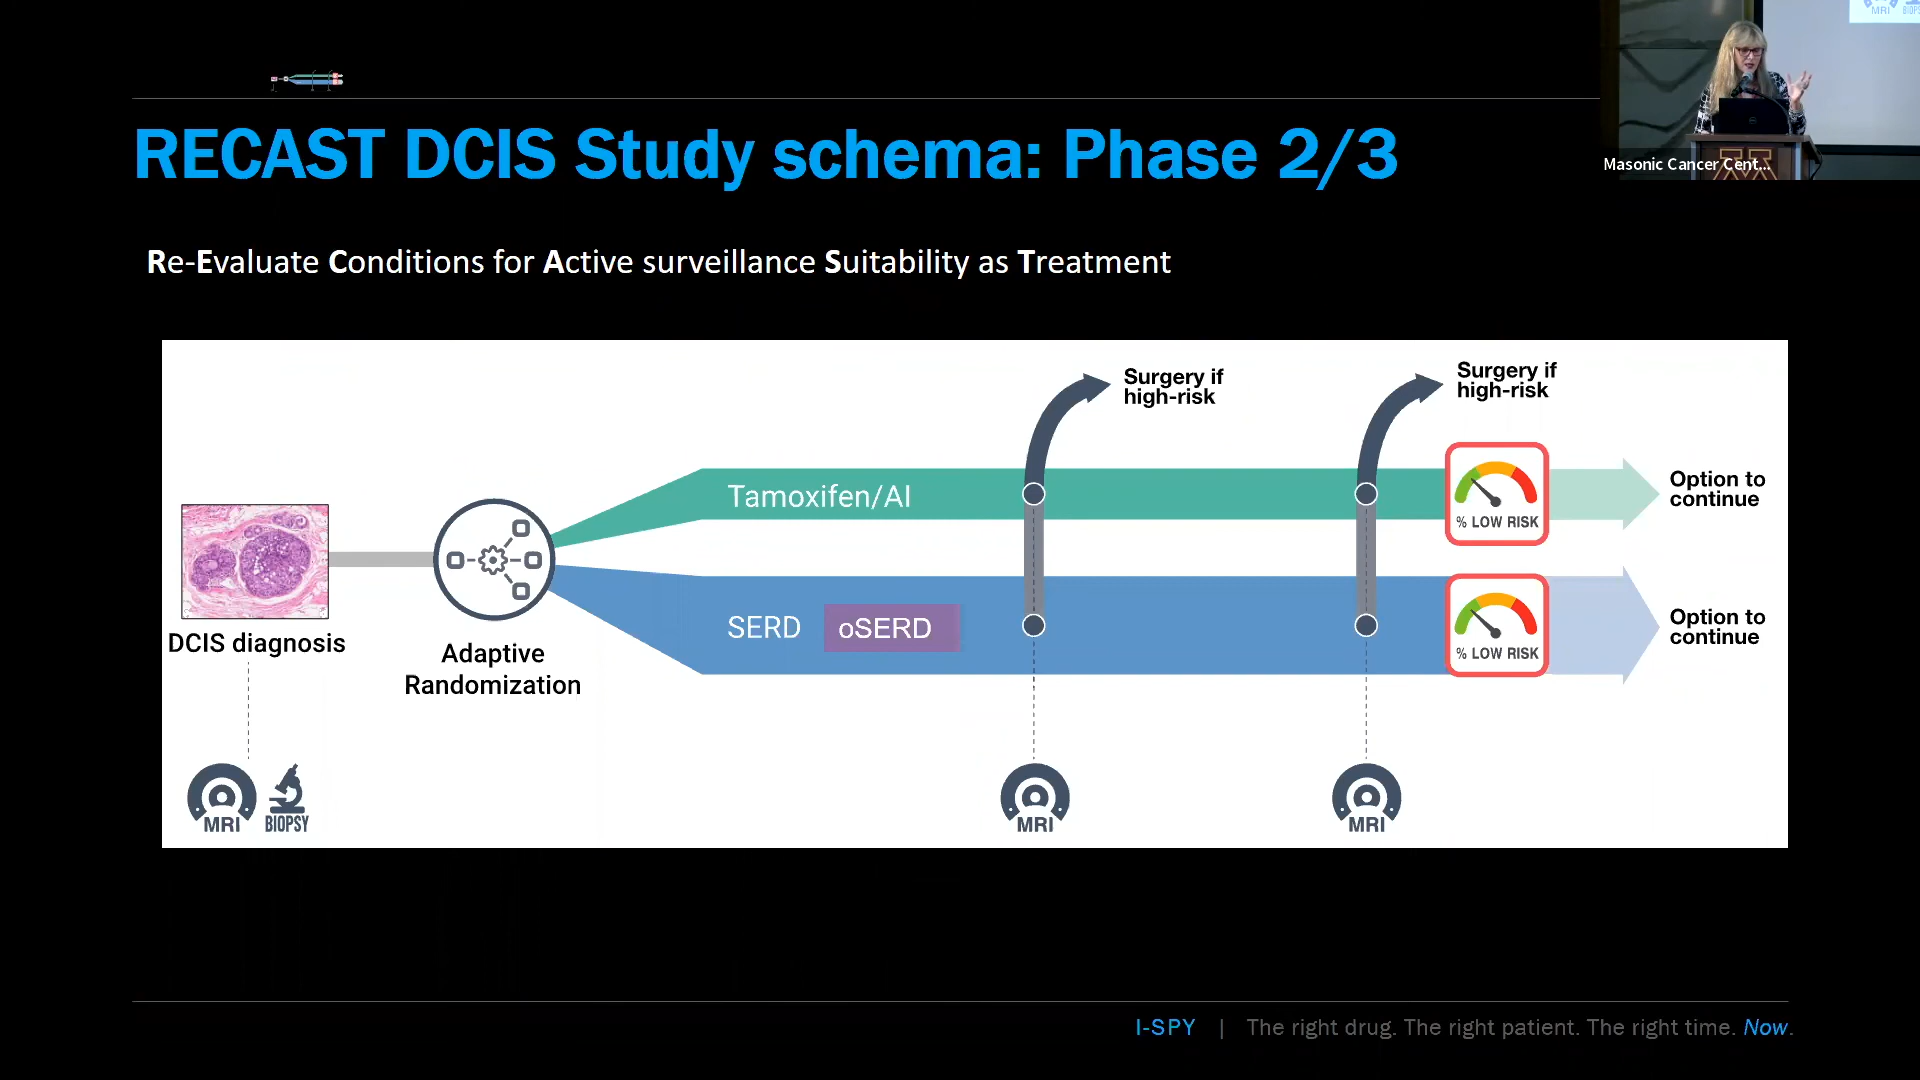 RECAST DCIS Study schema: Phase 2/3
Masonic Cancer Cent...
Re-Evaluate Conditions for Active surveillance Suitability as Treatment
Surgery if
high-risk
Surgery if
high-risk
Tamoxifen/AI
% LOW RISK
Option to
continue
SERD
oSERD
% LOW RISK
Option to
continue
DCIS diagnosis
Adaptive
Randomization
MRI
BIOPSY
MRI
MRI
I-SPY | The right drug. The right patient. The right time. Now.